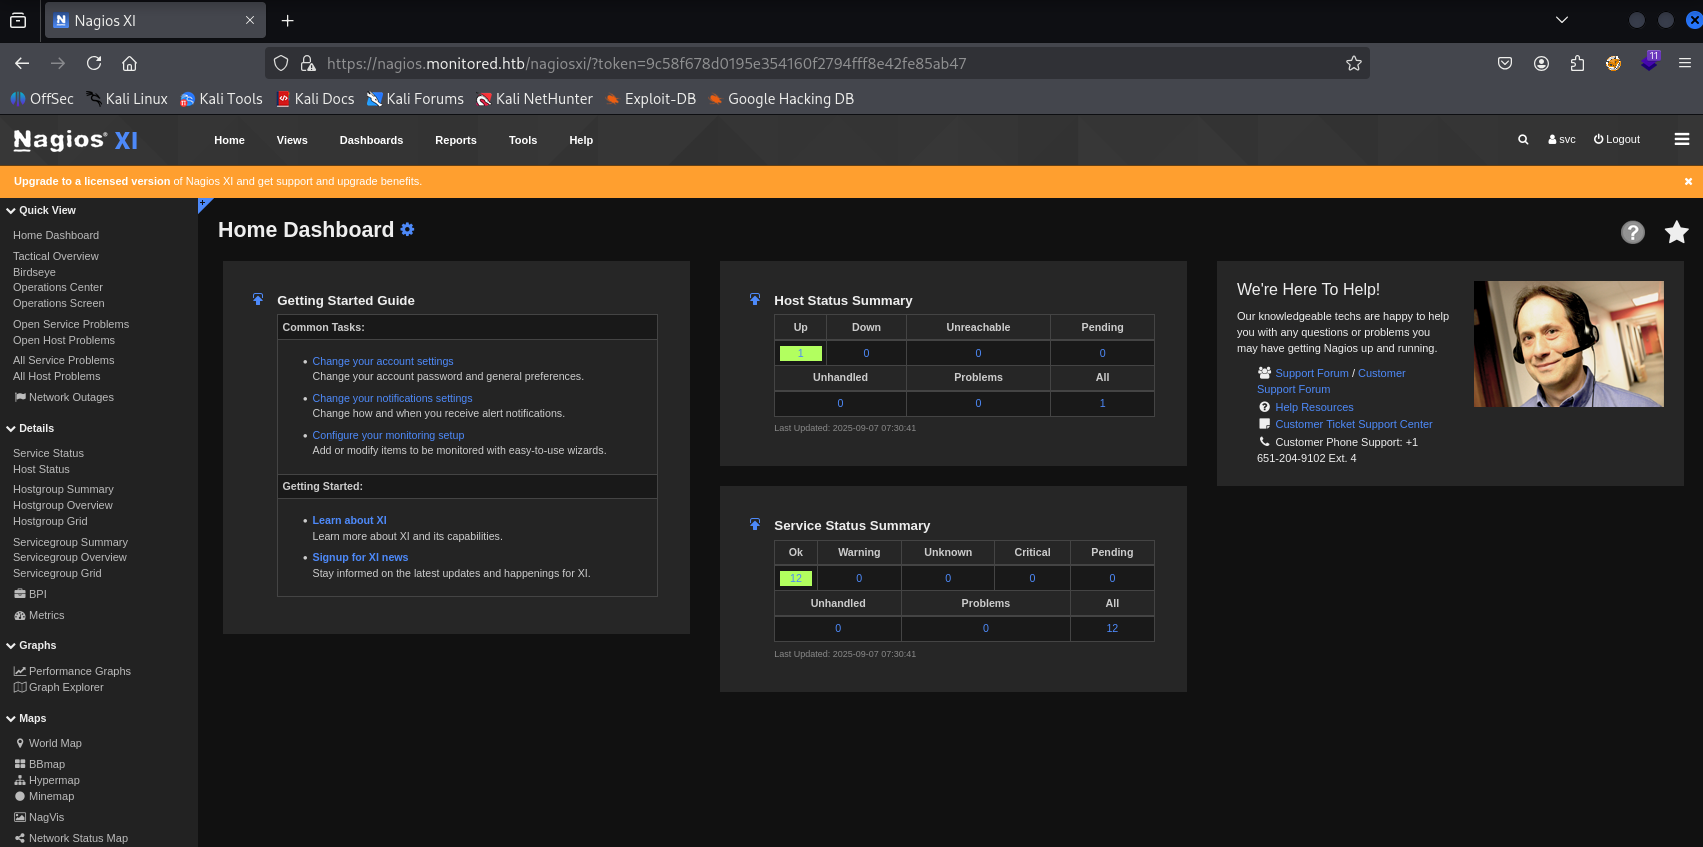 Nagios XI
https://nagios.monitored.htb/nagiosxi/?token=9c58f678d0195e354160f2794fff8e42fe85ab47
11
OffSec Kali Linux Kali Tools Kali Docs Kali Forums Kali NetHunter Exploit-DB Google Hacking DB
Nagios® XI Home Views Dashboards Reports Tools Help svc Logout
Upgrade to a licensed version of Nagios XI and get support and upgrade benefits.
Quick View
Home Dashboard
Tactical Overview
Birdseye
Operations Center
Operations Screen
Open Service Problems
Open Host Problems
All Service Problems
All Host Problems
Network Outages
Details
Service Status
Host Status
Hostgroup Summary
Hostgroup Overview
Hostgroup Grid
Servicegroup Summary
Servicegroup Overview
Servicegroup Grid
BPI
Metrics
Graphs
Performance Graphs
Graph Explorer
Maps
World Map
BBmap
Hypermap
Minemap
NagVis
Network Status Map
Home Dashboard
Getting Started Guide
Common Tasks:
Change your account settings
Change your account password and general preferences.
Change your notifications settings
Change how and when you receive alert notifications.
Configure your monitoring setup
Add or modify items to be monitored with easy-to-use wizards.
Getting Started:
Learn about XI
Learn more about XI and its capabilities.
Signup for XI news
Stay informed on the latest updates and happenings for XI.
Host Status Summary
Up Down Unreachable Pending
1 0 0 0
Unhandled Problems All
0 0 1
Last Updated: 2025-09-07 07:30:41
Service Status Summary
Ok Warning Unknown Critical Pending
12 0 0 0 0
Unhandled Problems All
0 0 12
Last Updated: 2025-09-07 07:30:41
We're Here To Help!
Our knowledgeable techs are happy to help
you with any questions or problems you
may have getting Nagios up and running.
Support Forum / Customer
Support Forum
Help Resources
Customer Ticket Support Center
Customer Phone Support: +1
651-204-9102 Ext. 4